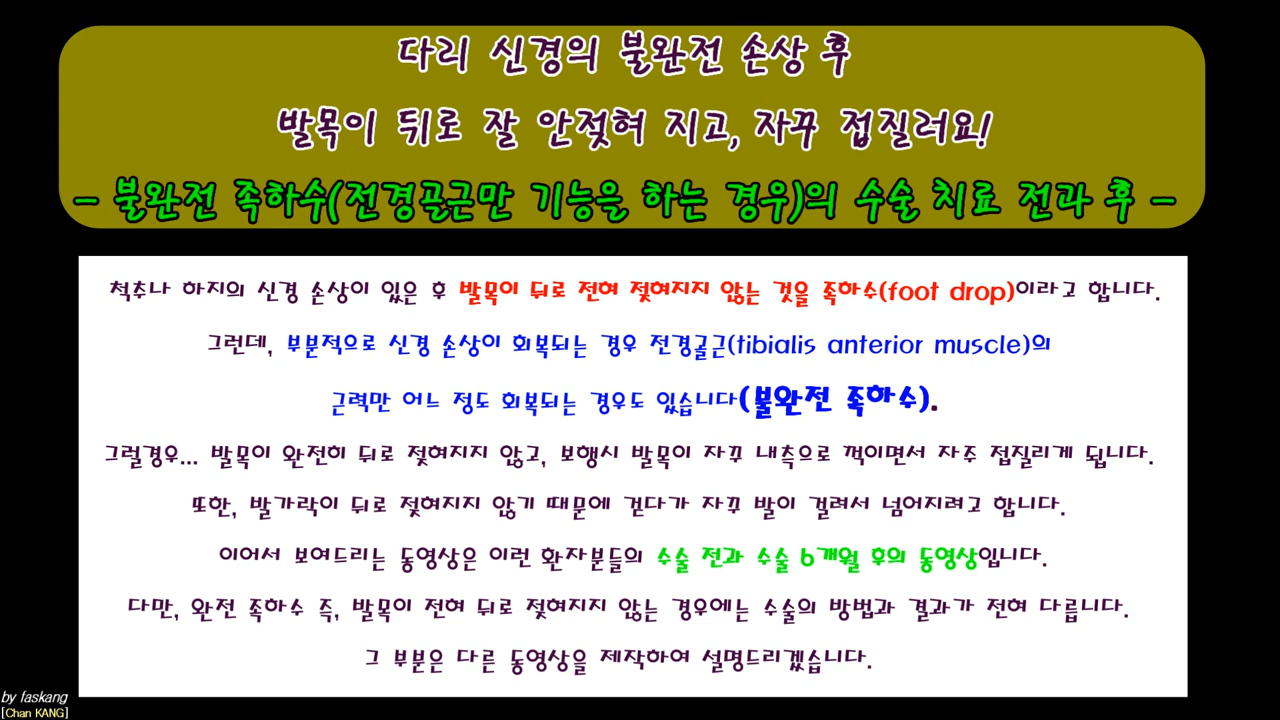 다리 신경의 불완전 손상 후
발목이 뒤로 잘 안젖혀 지고, 자꾸 접질러요!
- 불완전 족하수(전경골근만 기능을 하는 경우)의 수술 치료 전과 후 -
척추나 하지의 신경 손상이 있은 후 발목이 뒤로 전혀 젖혀지지 않는 것을 족하수(foot drop)이라고 합니다.
그런데, 부분적으로 신경 손상이 회복되는 경우 전경골근(tibialis anterior muscle)의
근력만 어느 정도 회복되는 경우도 있습니다(불완전 족하수).
그럴경우... 발목이 완전히 뒤로 젖혀지지 않고, 보행시 발목이 자꾸 내측으로 꺽이면서 자주 접질리게 됩니다.
또한, 발가락이 뒤로 젖혀지지 않기 때문에 걷다가 자꾸 발이 걸려서 넘어지려고 합니다.
이어서 보여드리는 동영상은 이런 환자분들의 수술 전과 수술 6개월 후의 동영상입니다.
다만, 완전 족하수 즉, 발목이 전혀 뒤로 젖혀지지 않는 경우에는 수술의 방법과 결과가 전혀 다릅니다.
그 부분은 다른 동영상을 제작하여 설명드리겠습니다.
by faskang
[Chan KANG]